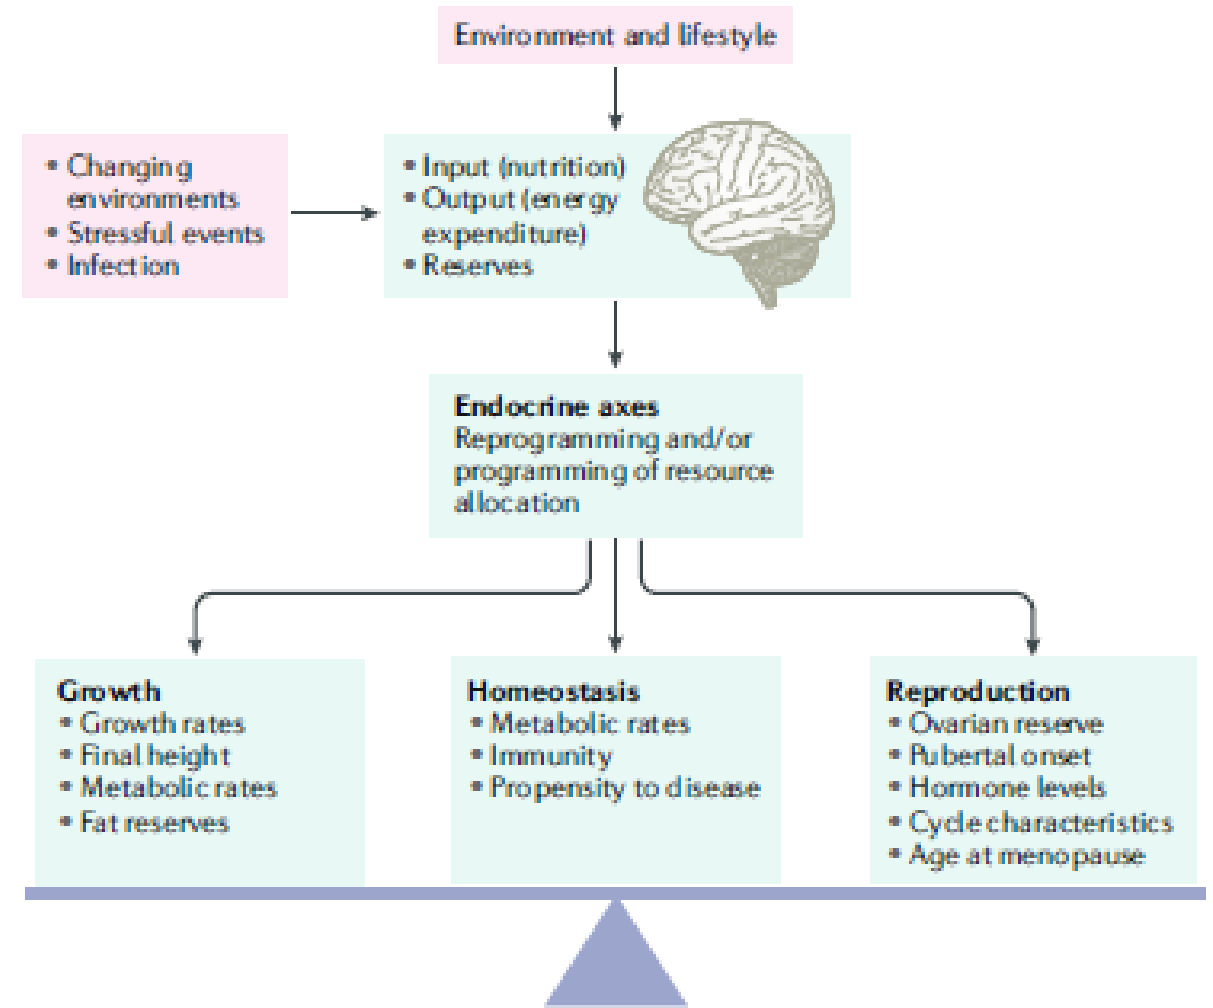 Environment and lifestyle
• Changing
environments
• Stressful events
• Infection
• Input (nutrition)
• Output (energy
expenditure)
• Reserves
Endocrine axes
Reprogramming and/or
programming of resource
allocation
Growth
• Growth rates
• Final height
• Metabolic rates
• Fat reserves
Homeostasis
• Metabolic rates
• Immunity
• Propensity to disease
Reproduction
• Ovarian reserve
• Pubertal onset
• Hormone levels
• Cycle characteristics
• Age at menopause